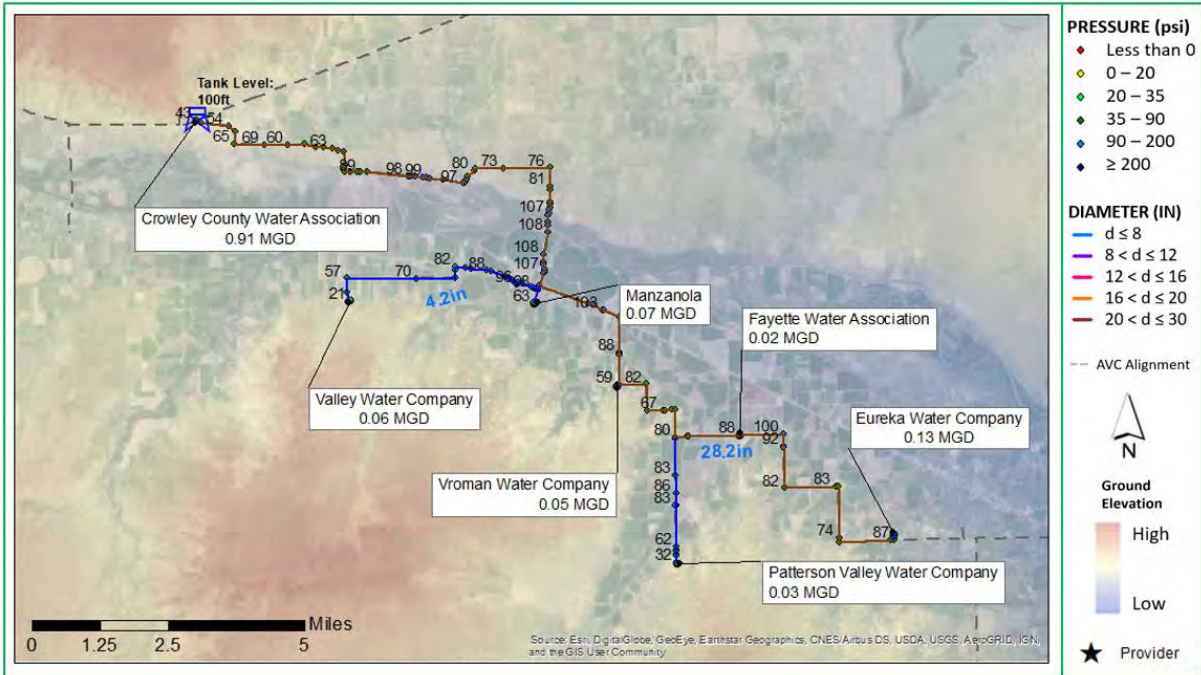 Tank Level:
100ft
43
54
65
69
60
63
89
98
99
97
80
73
76
81
107
108
108
107
Crowley County Water Association
0.91 MGD
57
21
70
82
88
96
98
4.2in
63
103
Manzanola
0.07 MGD
Valley Water Company
0.06 MGD
88
59
82
67
Fayette Water Association
0.02 MGD
Vroman Water Company
0.05 MGD
80
88
100
92
28.2in
Eureka Water Company
0.13 MGD
83
86
83
82
83
74
87
62
32
Patterson Valley Water Company
0.03 MGD
Miles
0 1.25 2.5 5
Source: Esri, DigitalGlobe, GeoEye, Earthstar Geographics, CNES/Airbus DS, USDA, USGS, AeroGRID, IGN,
and the GIS User Community
PRESSURE (psi)
Less than 0
0 – 20
20 – 35
35 – 90
90 – 200
≥ 200
DIAMETER (IN)
d ≤ 8
8 < d ≤ 12
12 < d ≤ 16
16 < d ≤ 20
20 < d ≤ 30
AVC Alignment
N
Ground
Elevation
High
Low
Provider